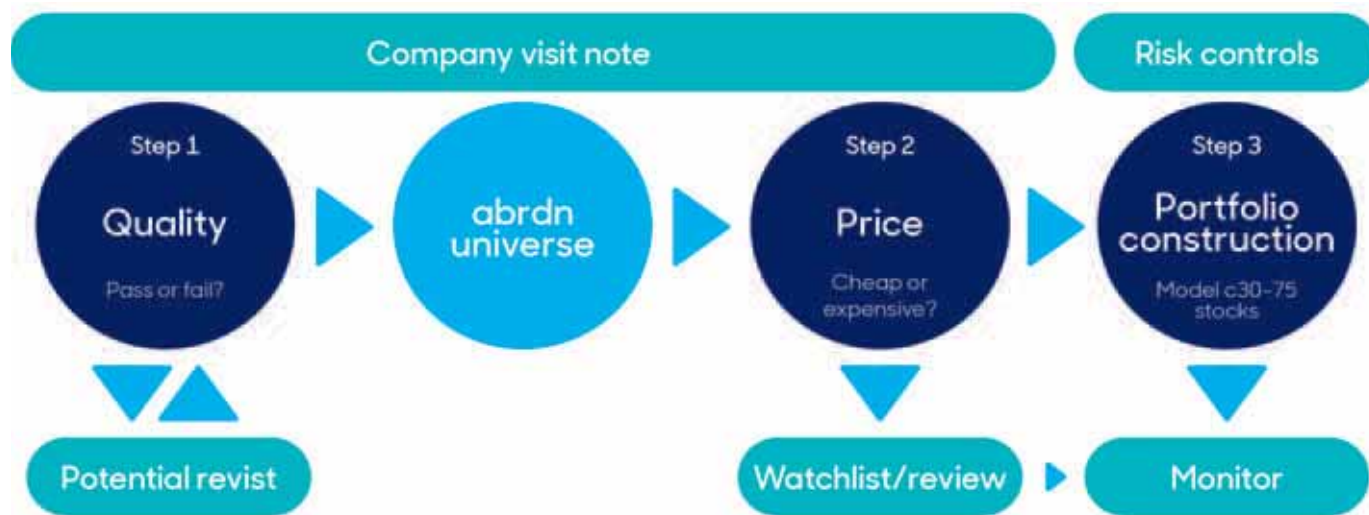 Company visit note
Risk controls
Step 1
Quality
Pass or fail?
abrdn
universe
Step 2
Price
Cheap or
expensive?
Step 3
Portfolio
construction
Model c30-75
stocks
Potential revist
Watchlist/review
Monitor